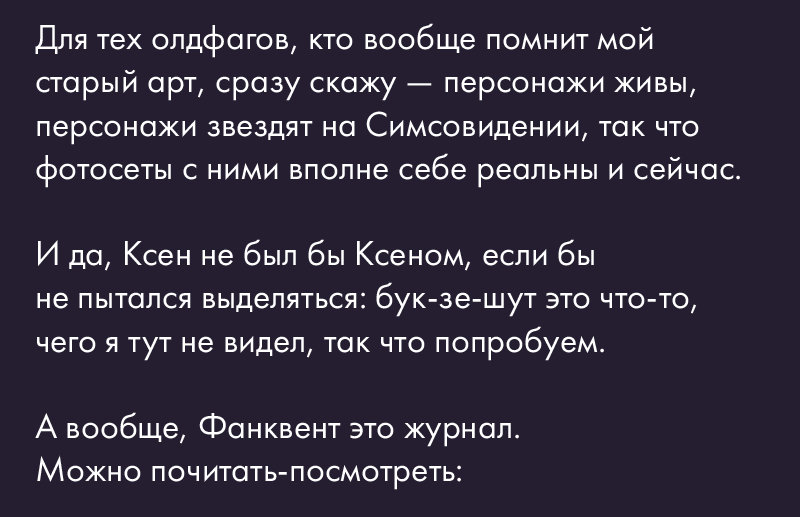 Для тех олдфагов, кто вообще помнит мой
старый арт, сразу скажу — персонажи живы,
персонажи звездят на Симсовидении, так что
фотосеты с ними вполне себе реальны и сейчас.
И да, Ксен не был бы Ксеном, если бы
не пытался выделяться: бук-зе-шут это что-то,
чего я тут не видел, так что попробуем.
А вообще, Фанквент это журнал.
Можно почитать-посмотреть: